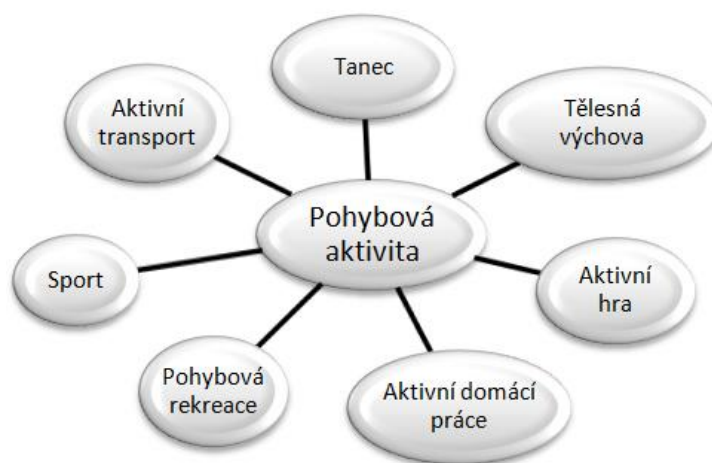 Tanec
Aktivní
transport
Tělesná
výchova
Pohybová
aktivita
Sport
Aktivní
hra
Pohybová
rekreace
Aktivní domácí
práce